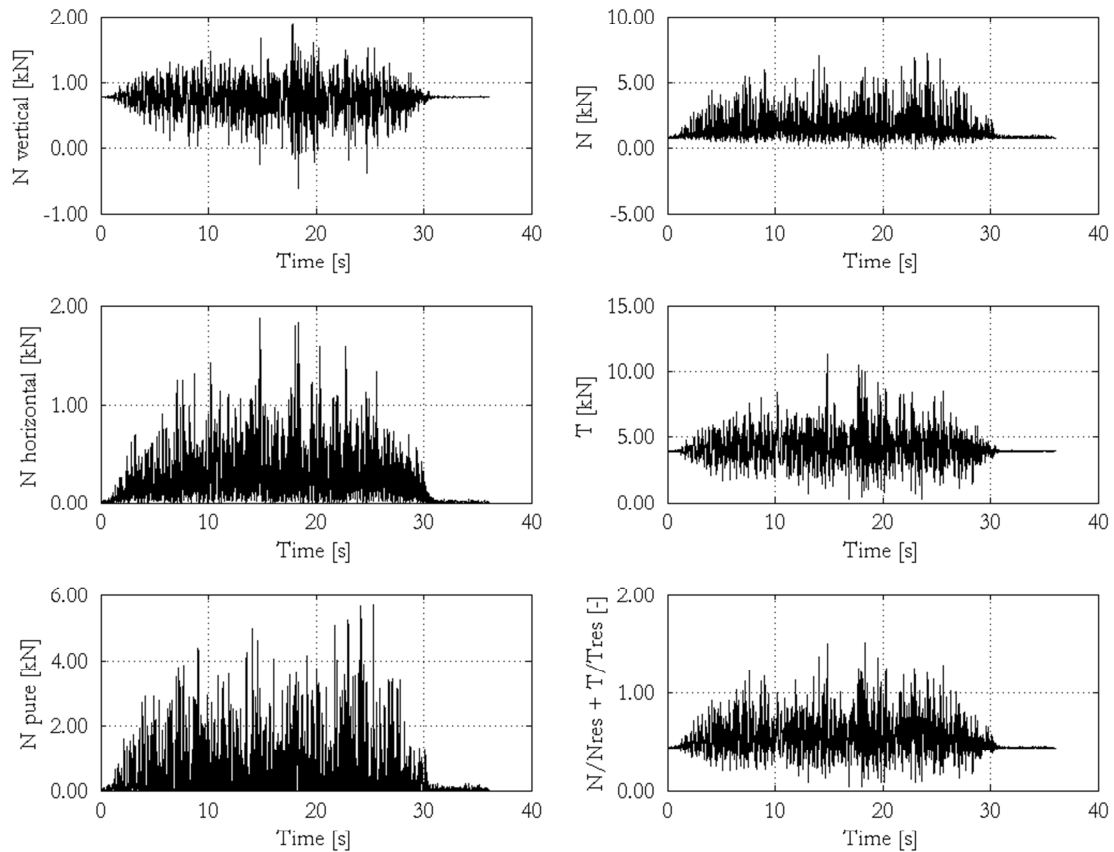 2.00
1.00
0.00
-1.00
N vertical [kN]
0 10 20 30 40
Time [s]
10.00
5.00
0.00
-5.00
N [kN]
0 10 20 30 40
Time [s]
2.00
1.00
0.00
N horizontal [kN]
0 10 20 30 40
Time [s]
15.00
10.00
5.00
0.00
T [kN]
0 10 20 30 40
Time [s]
6.00
4.00
2.00
0.00
N pure [kN]
0 10 20 30 40
Time [s]
2.00
1.00
0.00
N/Nres + T/Tres [-]
0 10 20 30 40
Time [s]